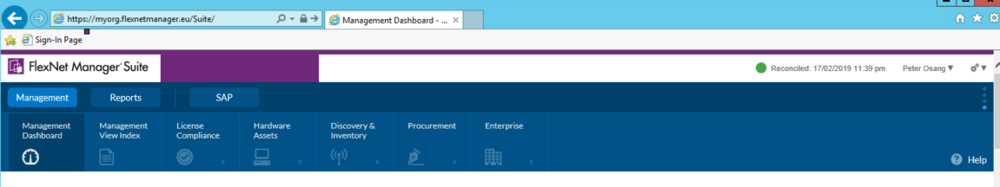 https://myorg.flexnetmanager.eu/Suite/
Management Dashboard - ...
Sign-In Page
FlexNet Manager Suite
Reconciled: 17/02/2019 11:39 pm
Peter Osang
Management
Reports
SAP
Management Dashboard
Management View Index
License Compliance
Hardware Assets
Discovery & Inventory
Procurement
Enterprise
Help